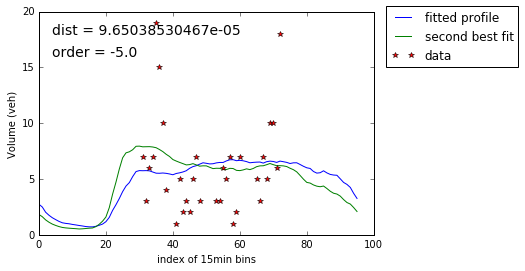 dist = 9.65038530467e-05
order = -5.0
fitted profile
second best fit
data
Volume (veh)
20
15
10
5
0
0 20 40 60 80 100
index of 15min bins